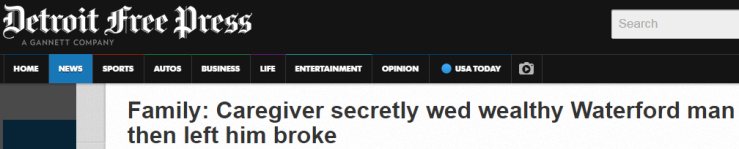 Detroit Free Press
A GANNETT COMPANY
Search
HOME NEWS SPORTS AUTOS BUSINESS LIFE ENTERTAINMENT OPINION USA TODAY
Family: Caregiver secretly wed wealthy Waterford man
then left him broke